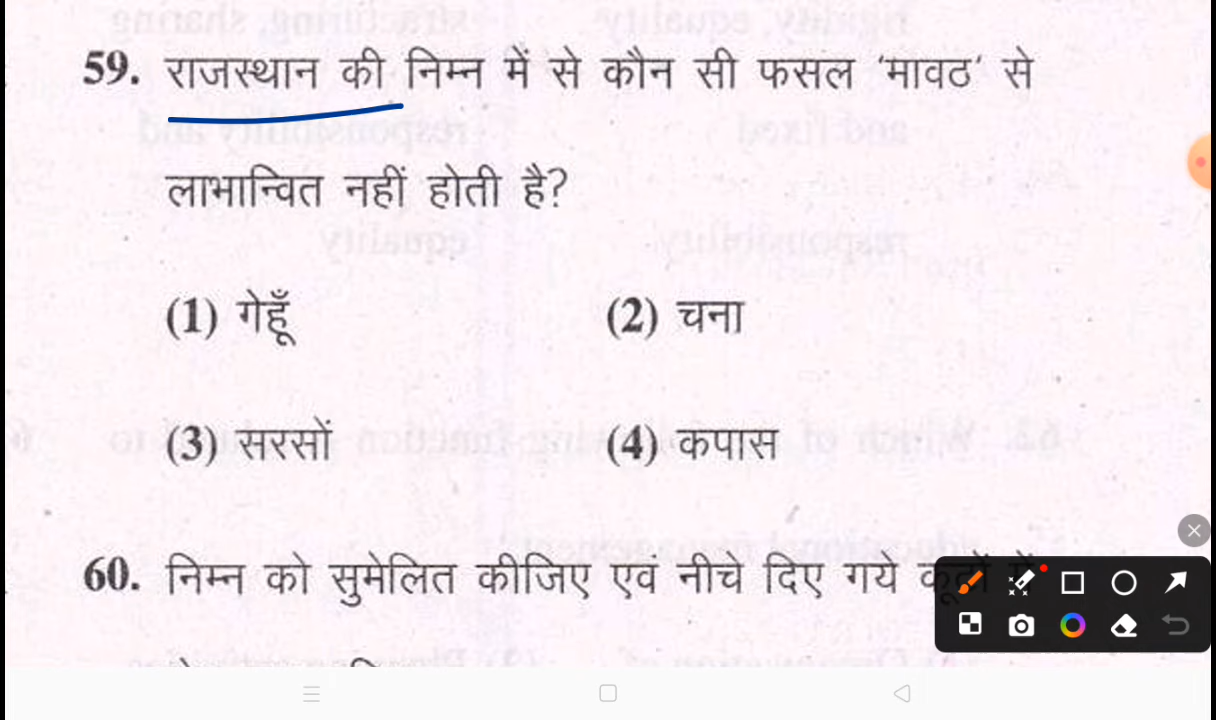 59. राजस्थान की निम्न में से कौन सी फसल 'मावठ' से
लाभान्वित नहीं होती है?
(1) गेहूँ (2) चना
(3) सरसों (4) कपास
60. निम्न को सुमेलित कीजिए एवं नीचे दिए गये कूटों में